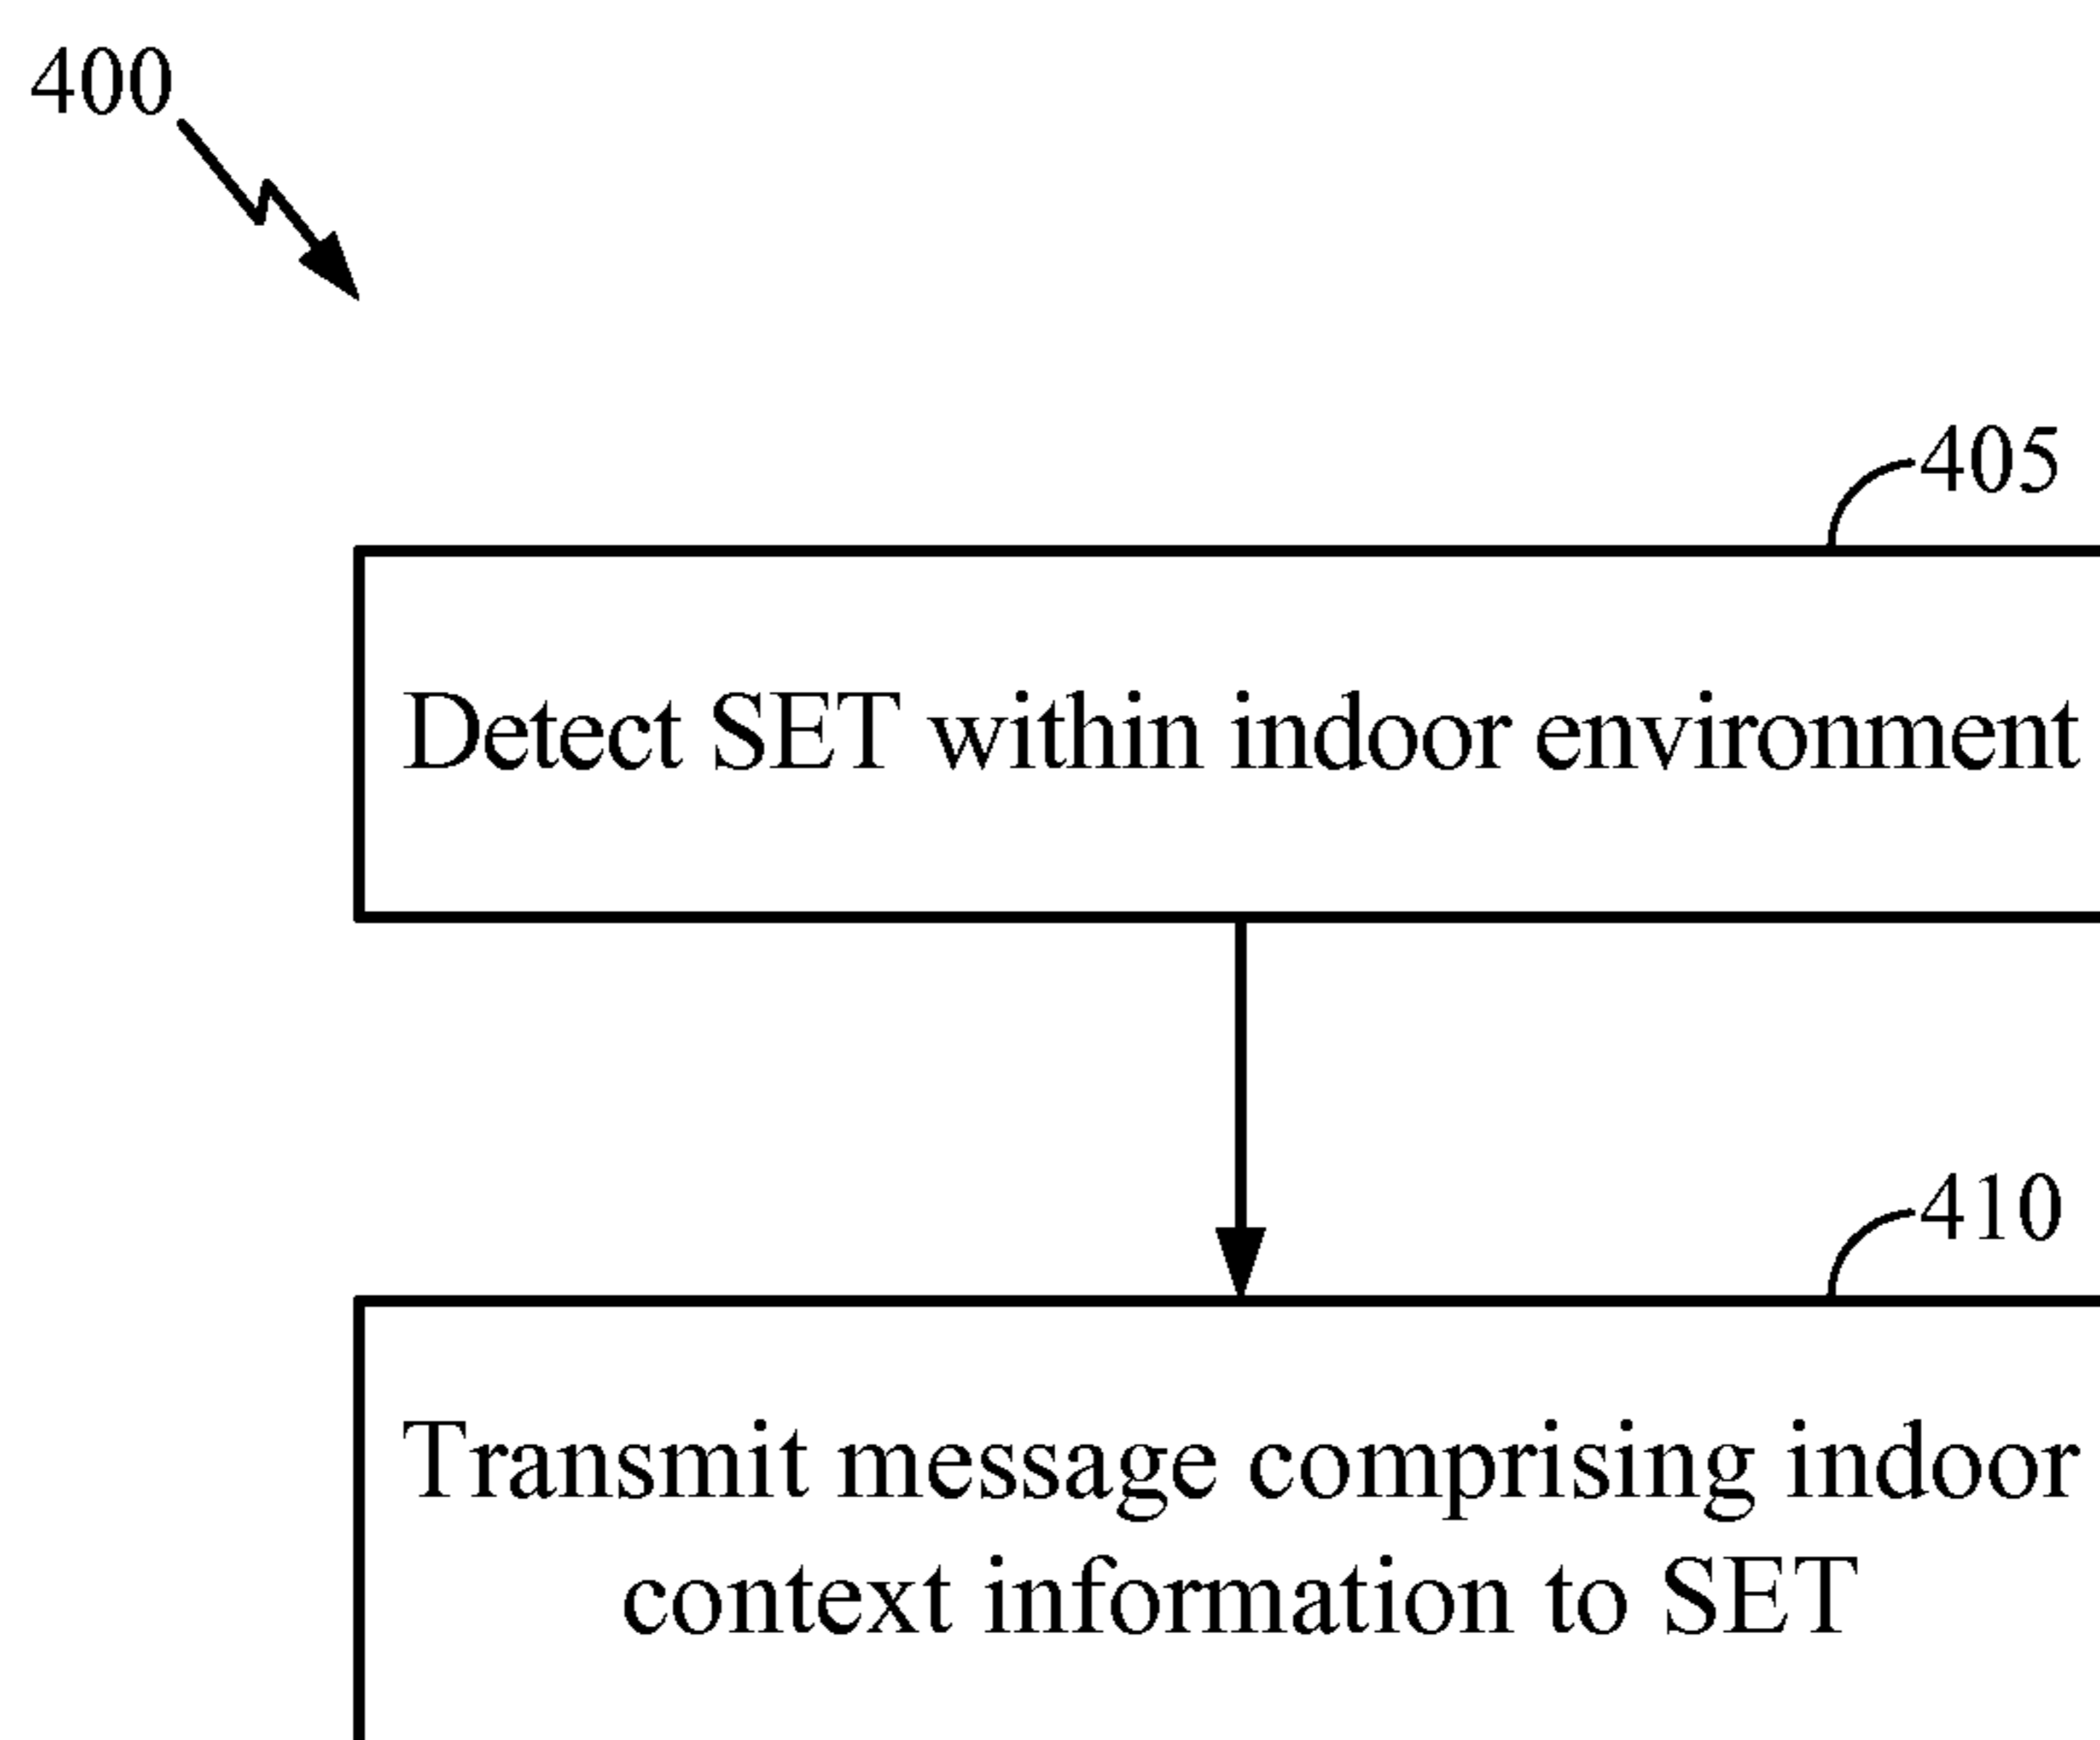 400
405
Detect SET within indoor environment
410
Transmit message comprising indoor
context information to SET